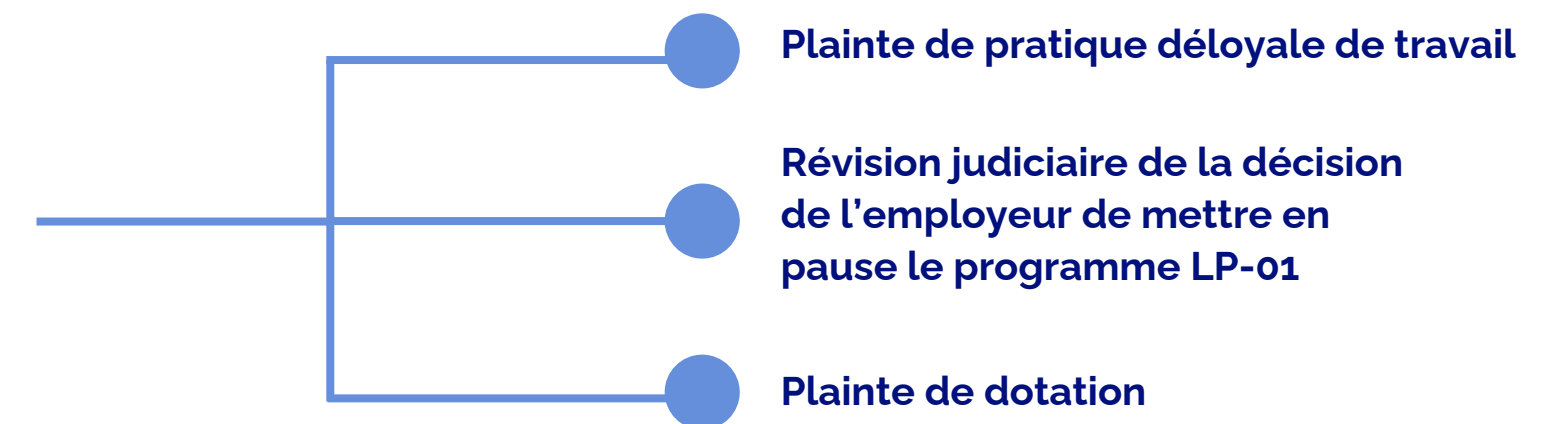 Plainte de pratique déloyale de travail
Révision judiciaire de la décision
de l’employeur de mettre en
pause le programme LP-01
Plainte de dotation